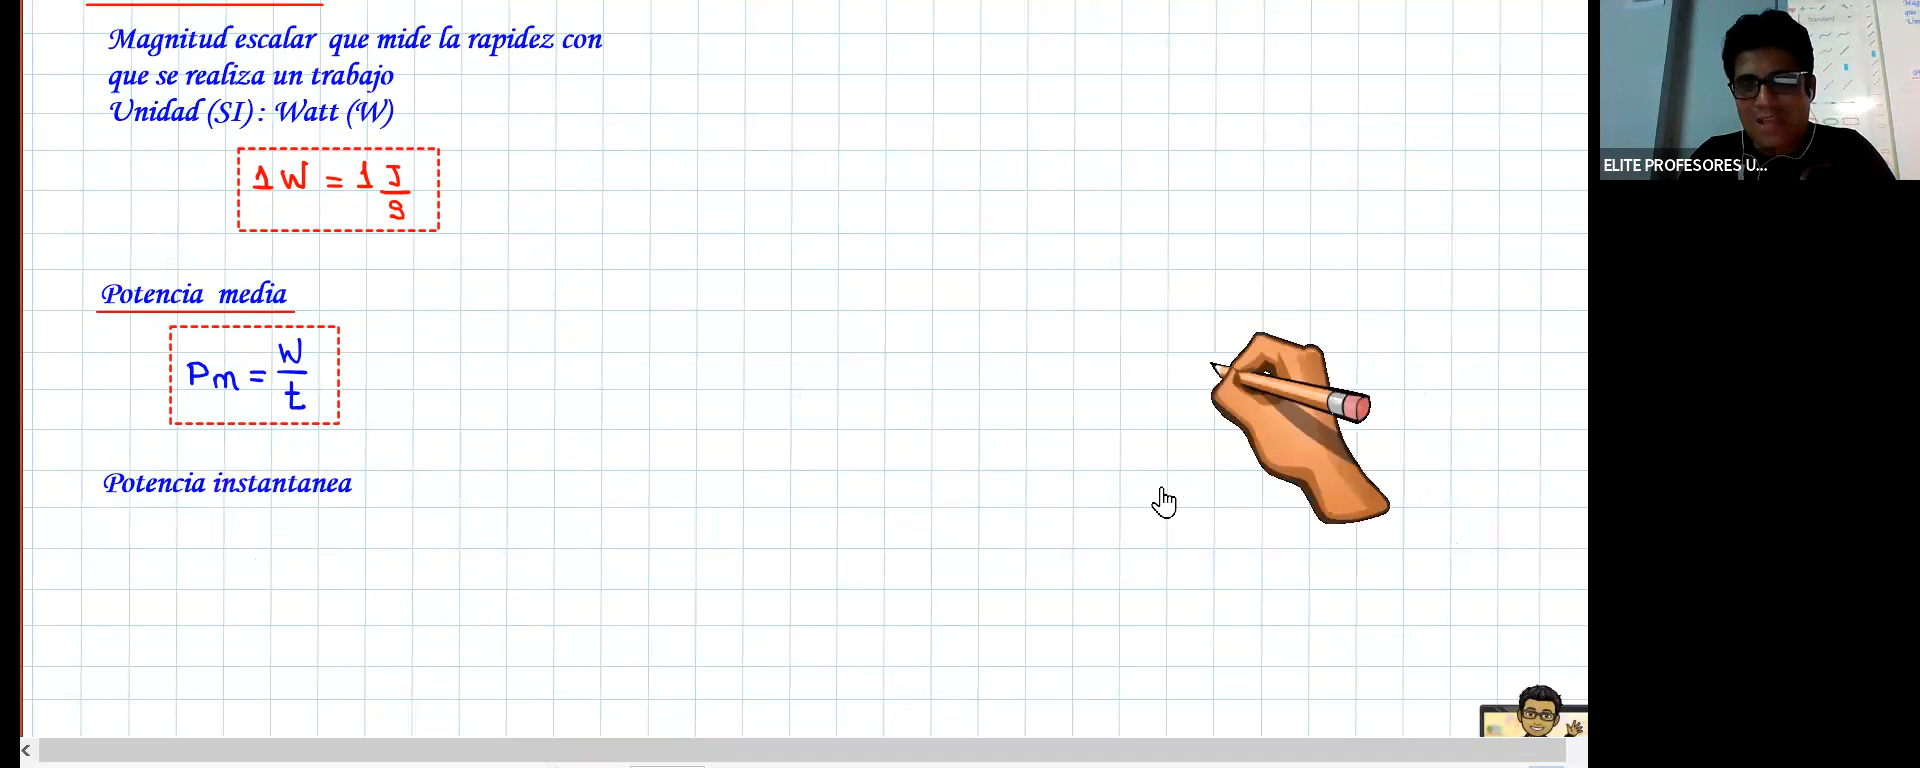 Magnitud escalar que mide la rapidez con
que se realiza un trabajo
Unidad (SI) : Watt (W)
1 W = 1 J/s
Potencia media
Pm = W/t
Potencia instantanea
ELITE PROFESORES U...
Standard